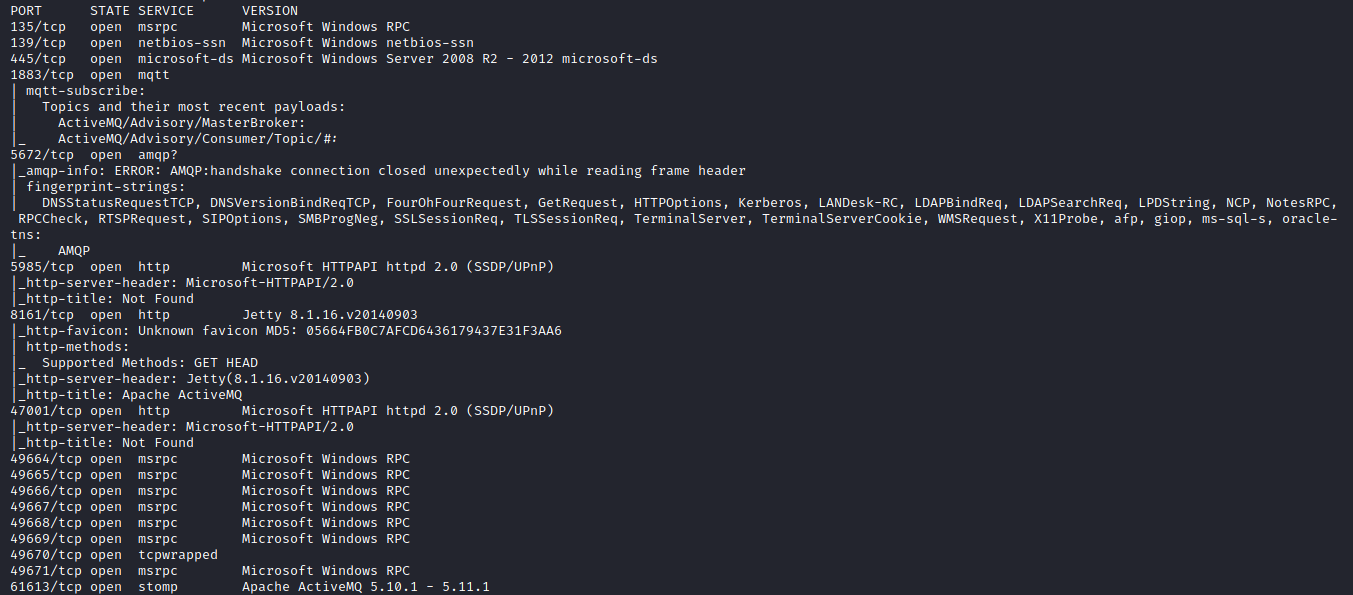 PORT      STATE SERVICE      VERSION
135/tcp   open  msrpc        Microsoft Windows RPC
139/tcp   open  netbios-ssn  Microsoft Windows netbios-ssn
445/tcp   open  microsoft-ds Microsoft Windows Server 2008 R2 - 2012 microsoft-ds
1883/tcp  open  mqtt
| mqtt-subscribe:
|   Topics and their most recent payloads:
|     ActiveMQ/Advisory/MasterBroker:
|_    ActiveMQ/Advisory/Consumer/Topic/#:
5672/tcp  open  amqp?
|_amqp-info: ERROR: AMQP:handshake connection closed unexpectedly while reading frame header
| fingerprint-strings:
|   DNSStatusRequestTCP, DNSVersionBindReqTCP, FourOhFourRequest, GetRequest, HTTPOptions, Kerberos, LANDesk-RC, LDAPBindReq, LDAPSearchReq, LPDString, NCP, NotesRPC,
RPCCheck, RTSPRequest, SIPOptions, SMBProgNeg, SSLSessionReq, TLSSessionReq, TerminalServer, TerminalServerCookie, WMSRequest, X11Probe, afp, giop, ms-sql-s, oracle-
tns:
|_    AMQP
5985/tcp  open  http         Microsoft HTTPAPI httpd 2.0 (SSDP/UPnP)
|_http-server-header: Microsoft-HTTPAPI/2.0
|_http-title: Not Found
8161/tcp  open  http         Jetty 8.1.16.v20140903
|_http-favicon: Unknown favicon MD5: 05664FB0C7AFCD6436179437E31F3AA6
| http-methods:
|_  Supported Methods: GET HEAD
|_http-server-header: Jetty(8.1.16.v20140903)
|_http-title: Apache ActiveMQ
47001/tcp open  http         Microsoft HTTPAPI httpd 2.0 (SSDP/UPnP)
|_http-server-header: Microsoft-HTTPAPI/2.0
|_http-title: Not Found
49664/tcp open  msrpc        Microsoft Windows RPC
49665/tcp open  msrpc        Microsoft Windows RPC
49666/tcp open  msrpc        Microsoft Windows RPC
49667/tcp open  msrpc        Microsoft Windows RPC
49668/tcp open  msrpc        Microsoft Windows RPC
49669/tcp open  msrpc        Microsoft Windows RPC
49670/tcp open  tcpwrapped
49671/tcp open  msrpc        Microsoft Windows RPC
61613/tcp open  stomp        Apache ActiveMQ 5.10.1 - 5.11.1